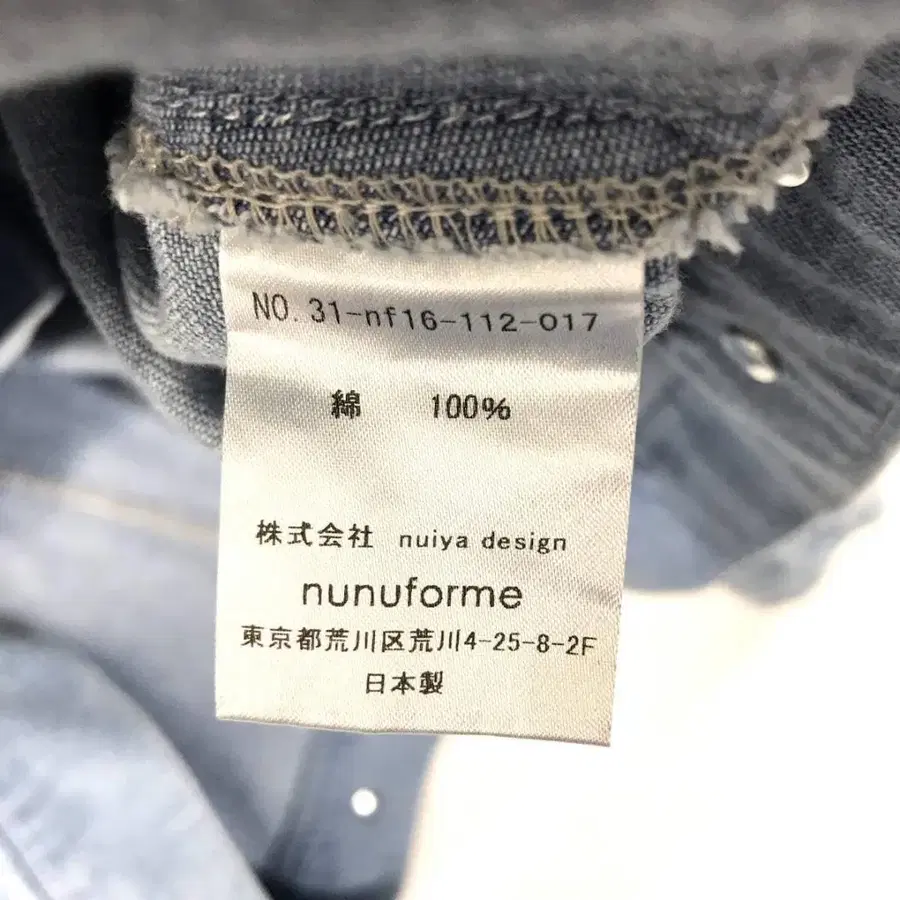 NO. 31-nf16-112-017
綿 100%
株式会社 nuiya design
nunuforme
東京都荒川区荒川4-25-8-2F
日本製